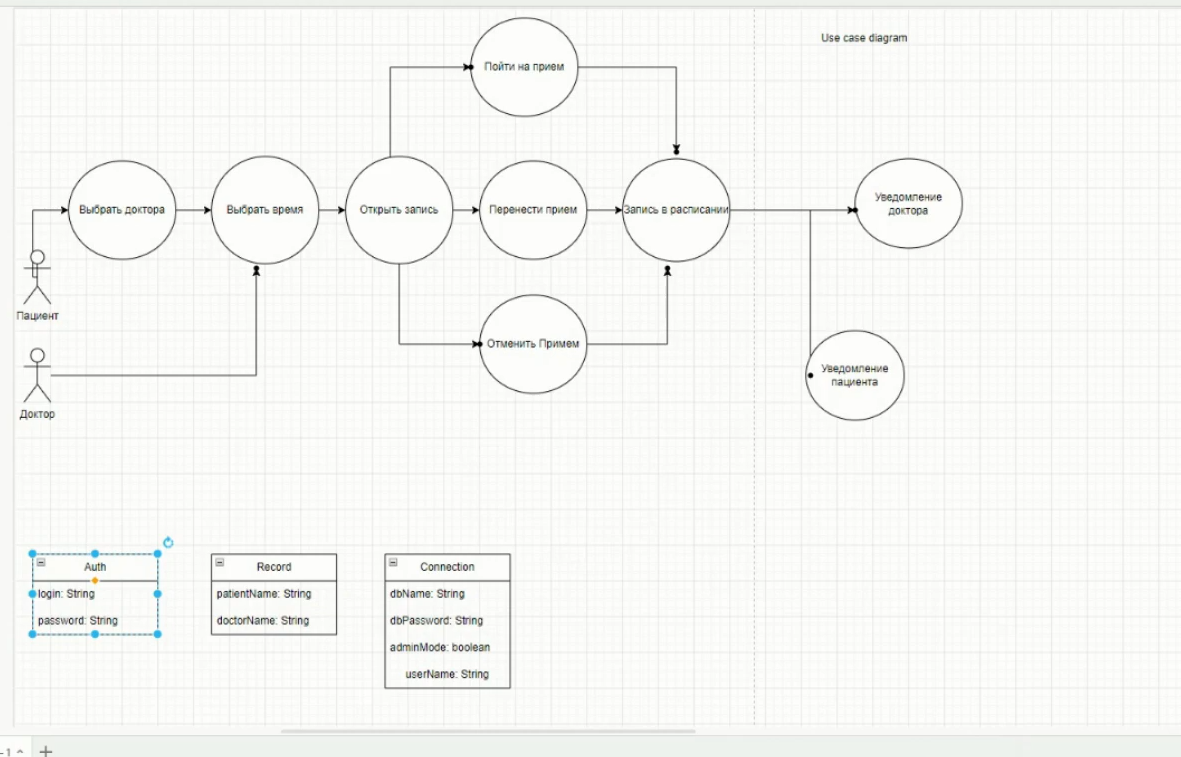 Use case diagram
Пойти на прием
Выбрать доктора
Выбрать время
Открыть запись
Перенести прием
Запись в расписании
Уведомление
доктора
Пациент
Отменить Примем
Уведомление
пациента
Доктор
Auth
login: String
password: String
Record
patientName: String
doctorName: String
Connection
dbName: String
dbPassword: String
adminMode: boolean
userName: String